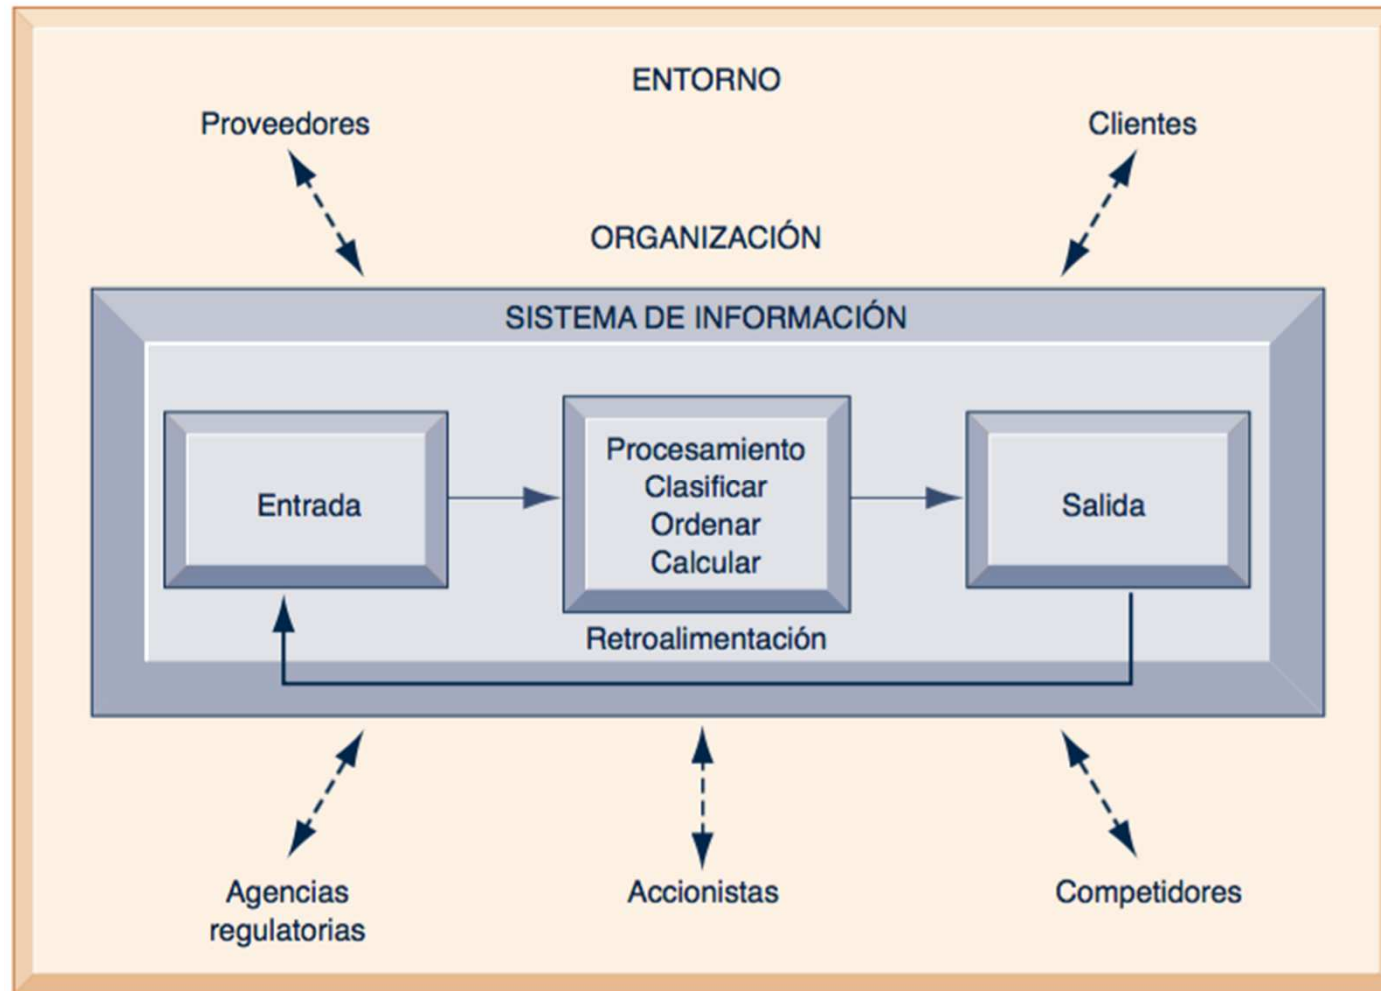 ENTORNO
Proveedores
Clientes
ORGANIZACIÓN
SISTEMA DE INFORMACIÓN
Entrada
Procesamiento
Clasificar
Ordenar
Calcular
Salida
Retroalimentación
Agencias
regulatorias
Accionistas
Competidores